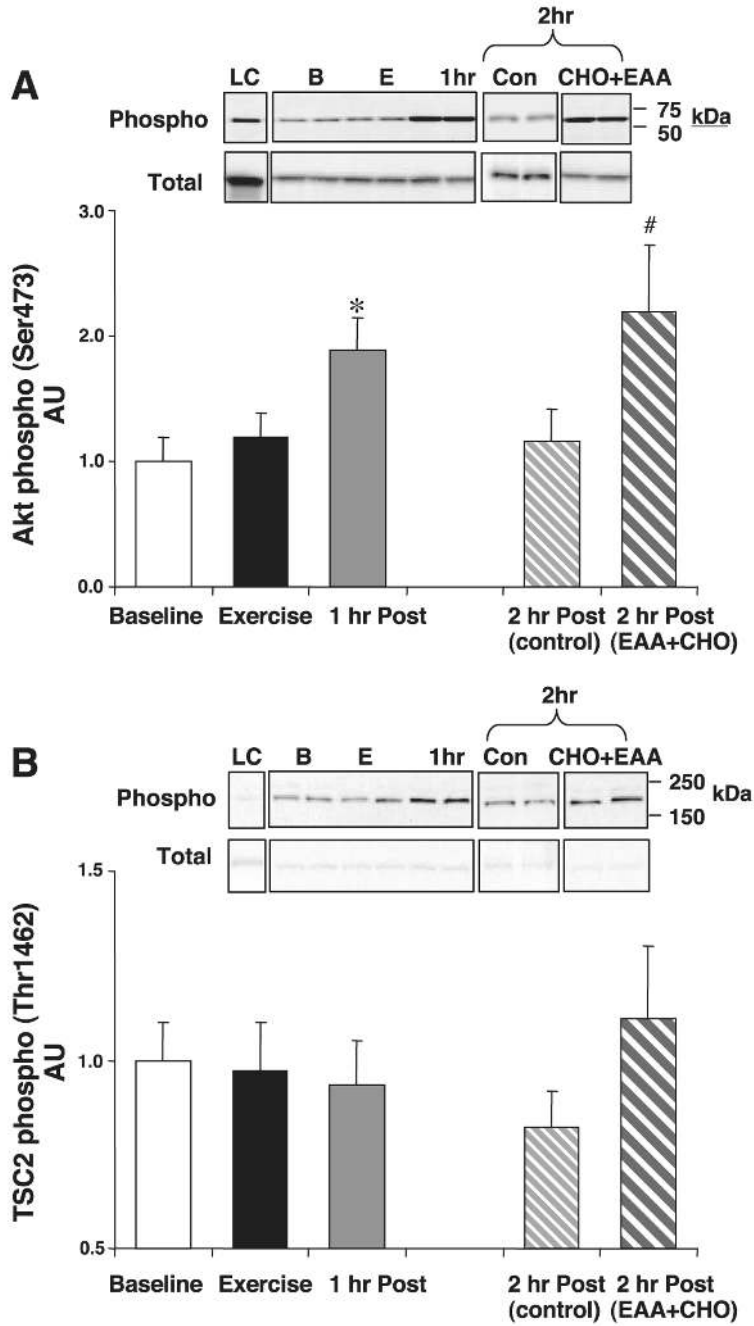 A
2hr
LC B E 1hr Con CHO+EAA
Phospho
75 kDa
50
Total
3.0
2.0
1.0
0.0
Akt phospho (Ser473)
AU
*
#
Baseline Exercise 1 hr Post 2 hr Post 2 hr Post
(control) (EAA+CHO)
B
2hr
LC B E 1hr Con CHO+EAA
Phospho
250 kDa
150
Total
1.5
1.0
0.5
TSC2 phospho (Thr1462)
AU
Baseline Exercise 1 hr Post 2 hr Post 2 hr Post
(control) (EAA+CHO)